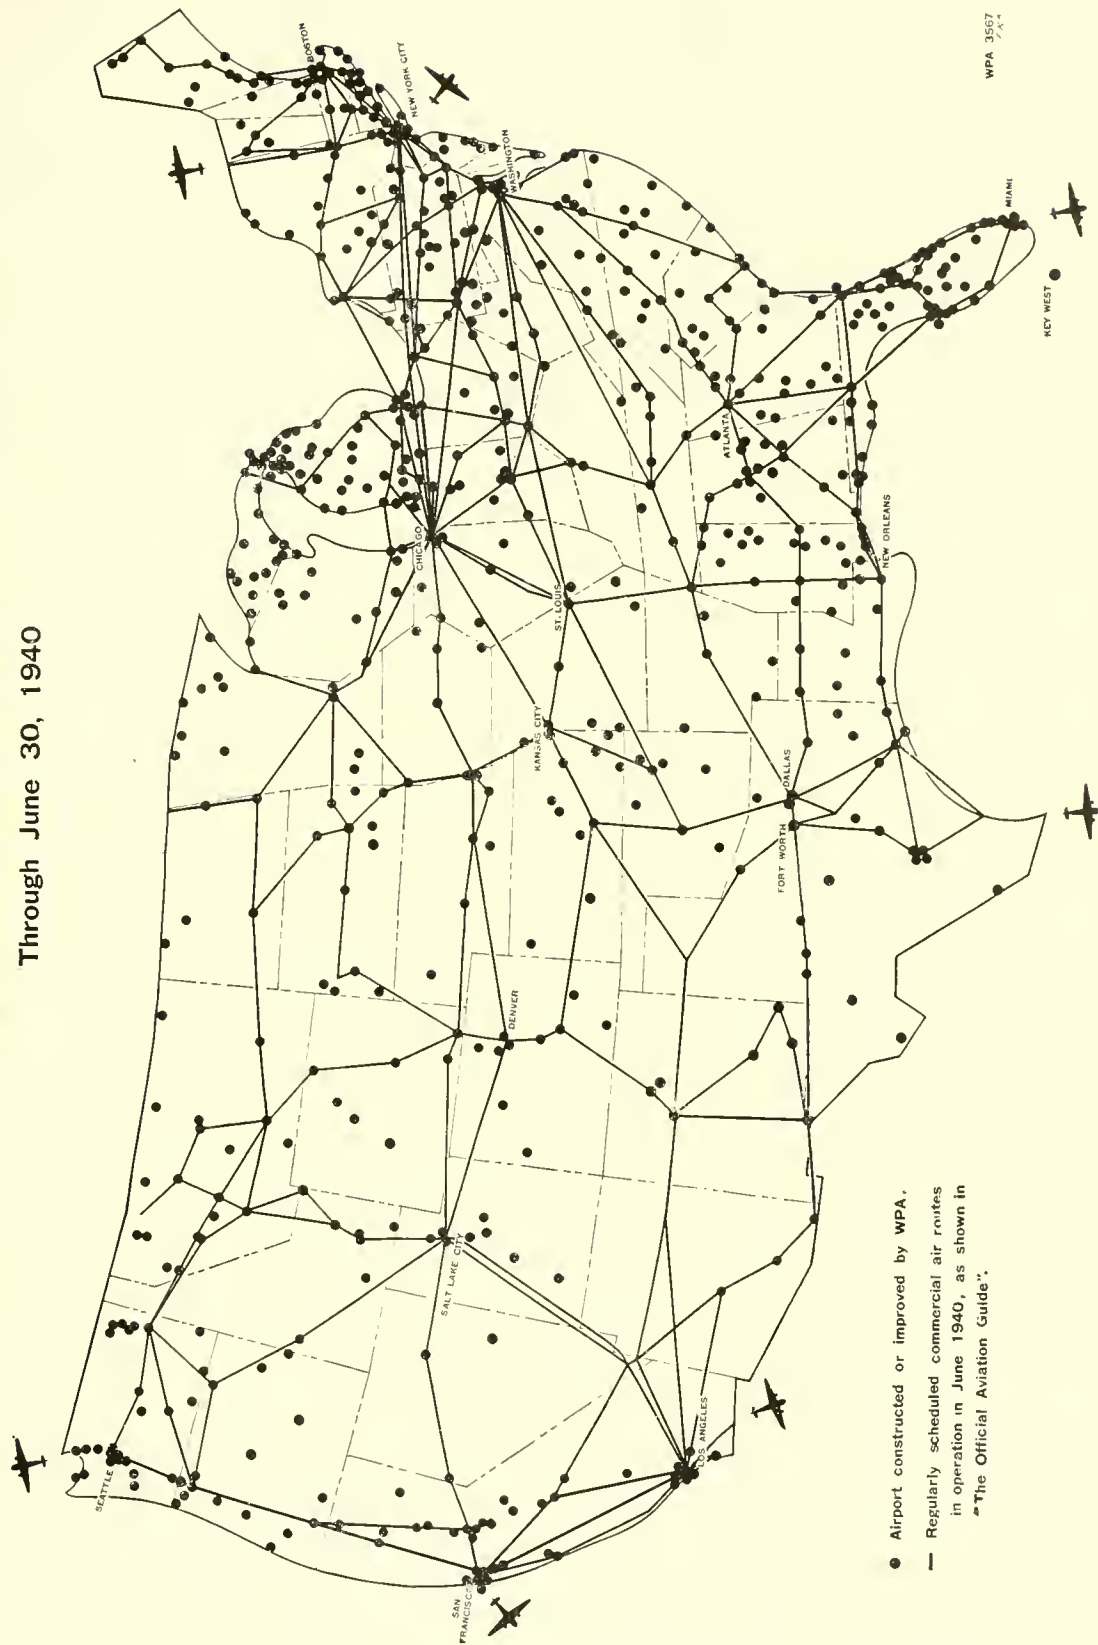 Through June 30, 1940
SEATTLE
SAN
FRANCISCO
LOS ANGELES
SALT LAKE CITY
DENVER
FORT WORTH
DALLAS
KANSAS CITY
ST. LOUIS
CHICAGO
NEW ORLEANS
ATLANTA
WASHINGTON
NEW YORK CITY
BOSTON
MIAMI
KEY WEST
● Airport constructed or improved by WPA.
— Regularly scheduled commercial air routes
in operation in June 1940, as shown in
"The Official Aviation Guide".
WPA 3567